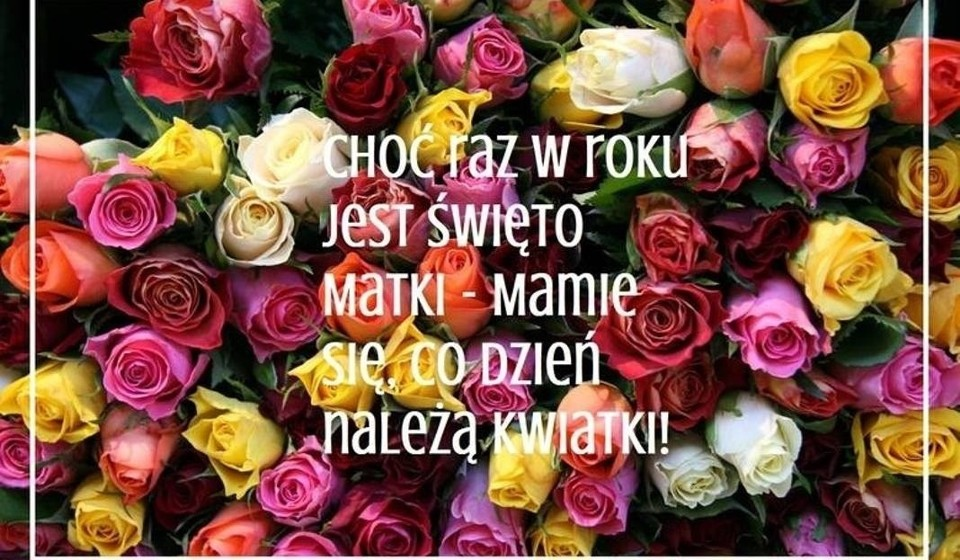 CHOĆ raz w roku
jest święto
matki - mamie
się, co dzień
należą kwiatki!